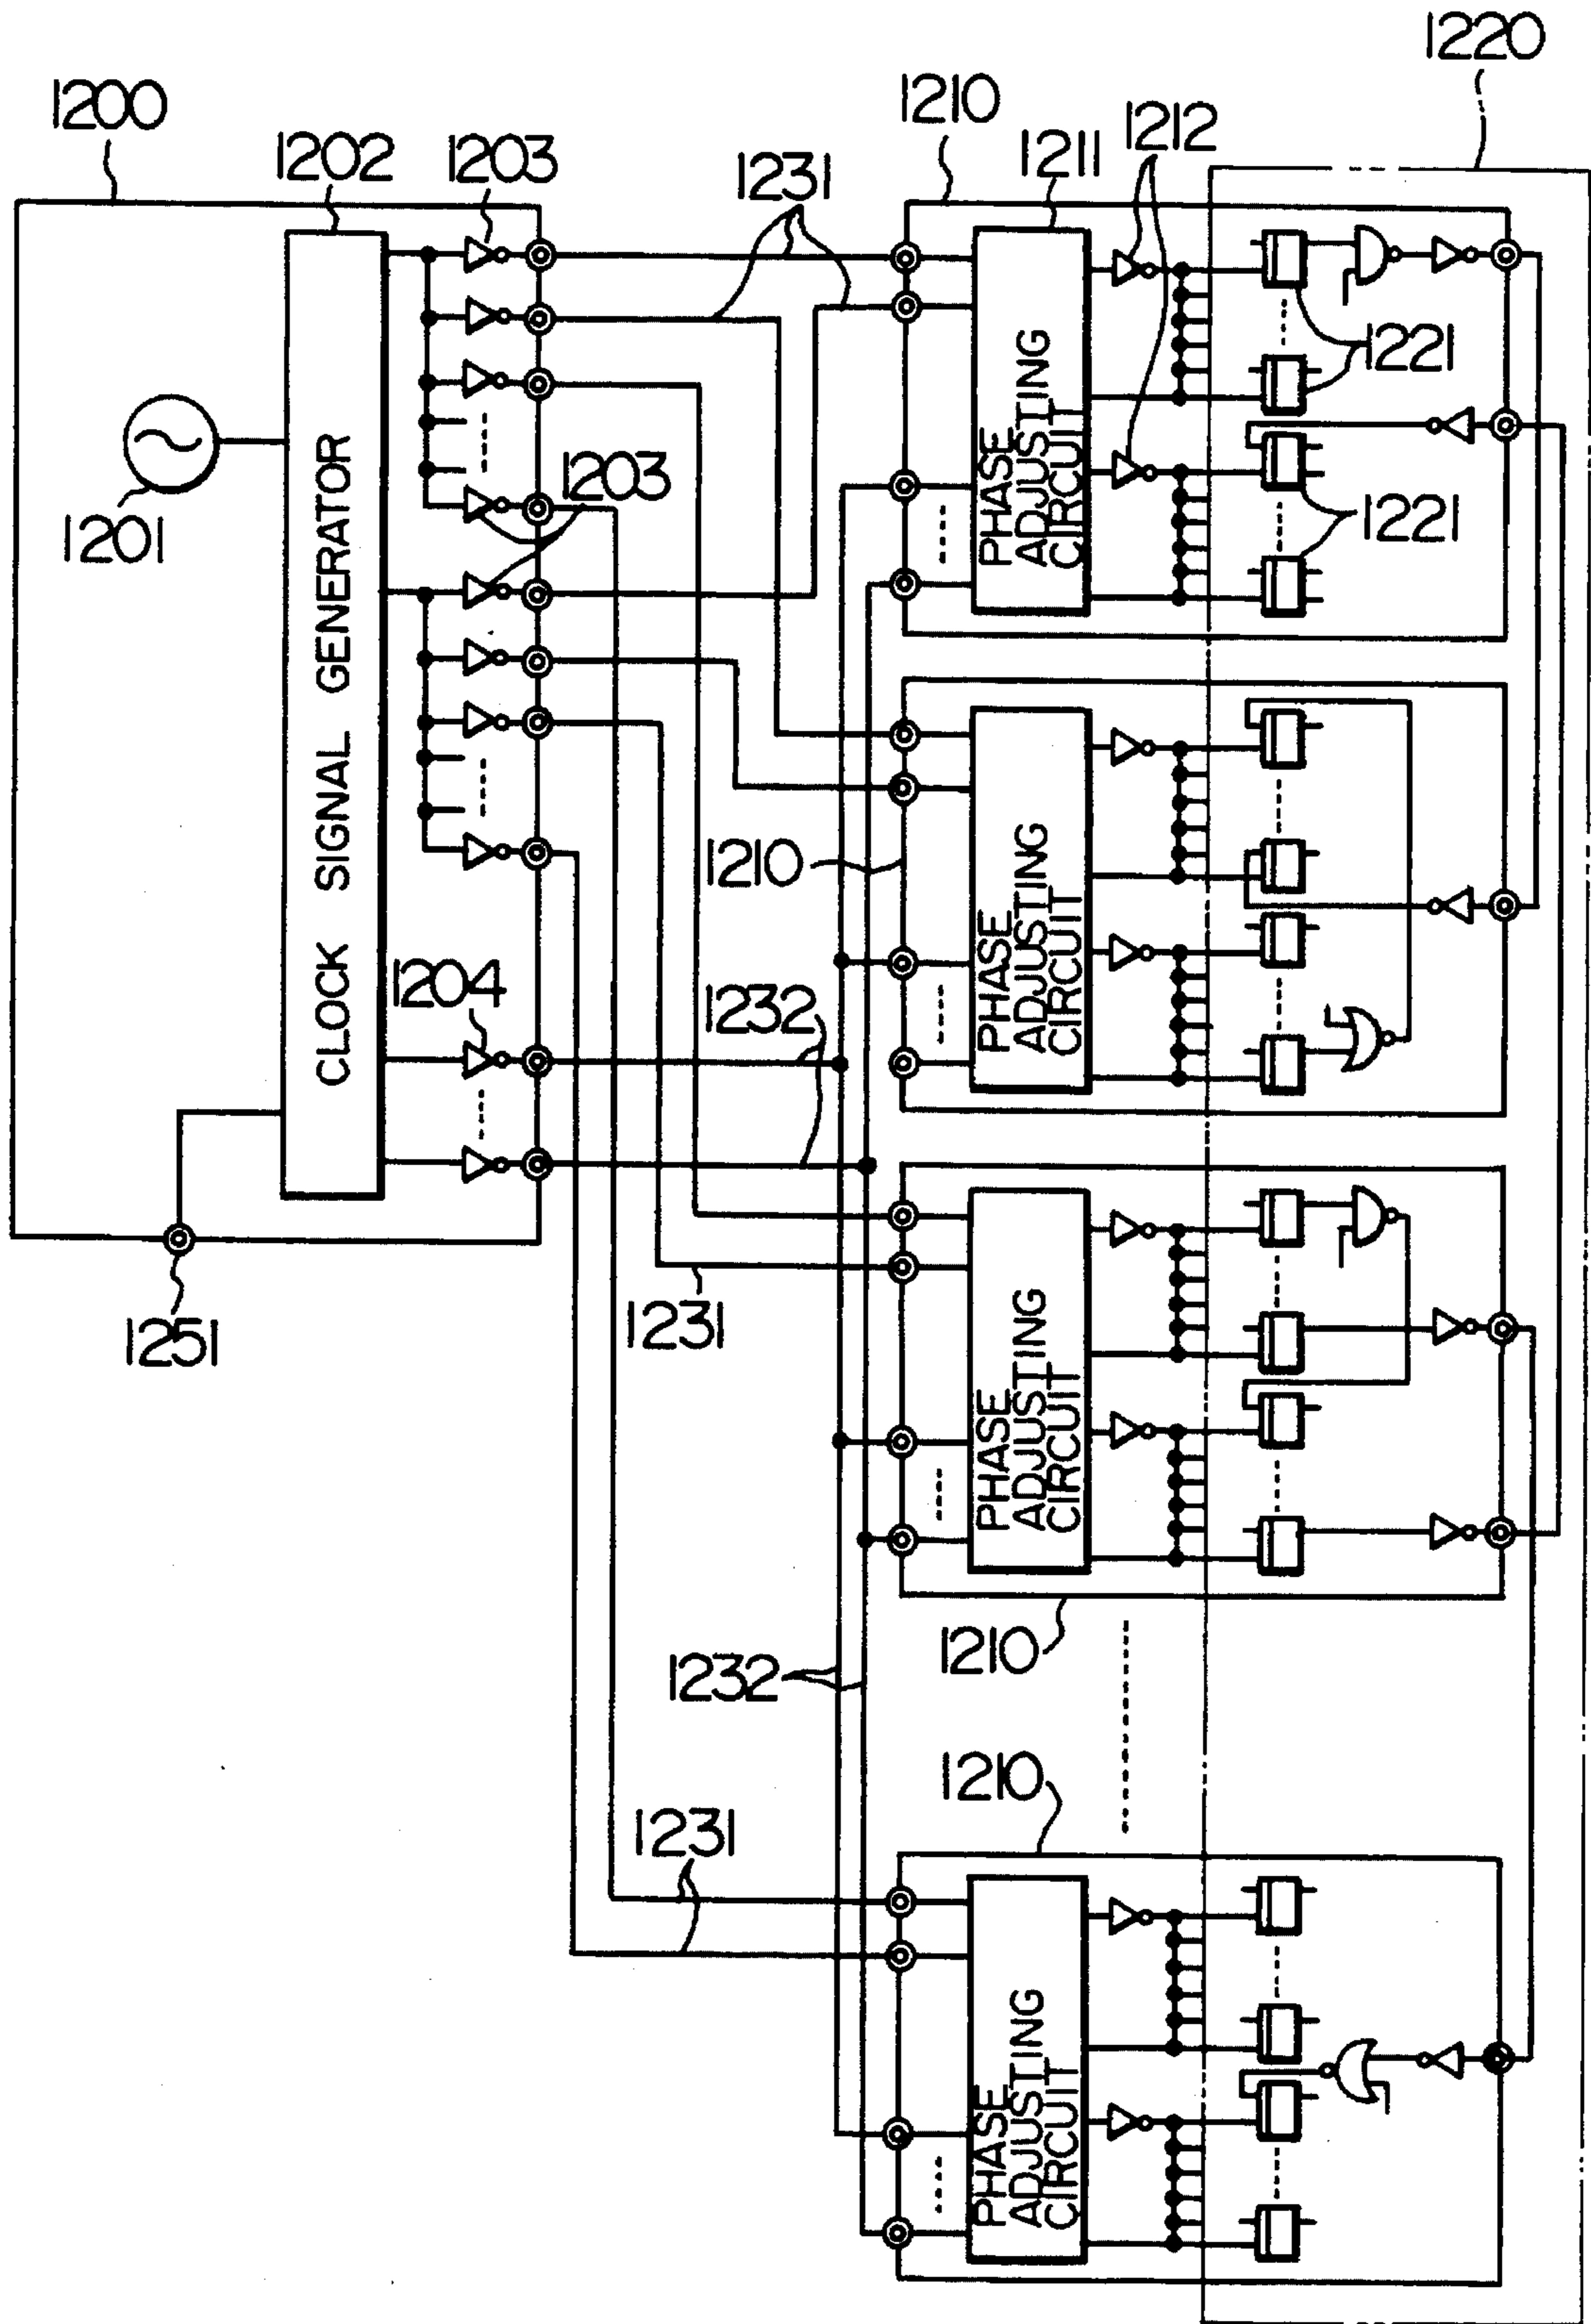 1220
1200
1210
1202
1203
1231
1211
1212
1221
1203
1201
1221
CLOCK SIGNAL GENERATOR
PHASE
ADJUSTING
CIRCUIT
1210
1204
1232
PHASE
ADJUSTING
CIRCUIT
1251
1231
PHASE
ADJUSTING
CIRCUIT
1210
1232
1210
1231
PHASE
ADJUSTING
CIRCUIT